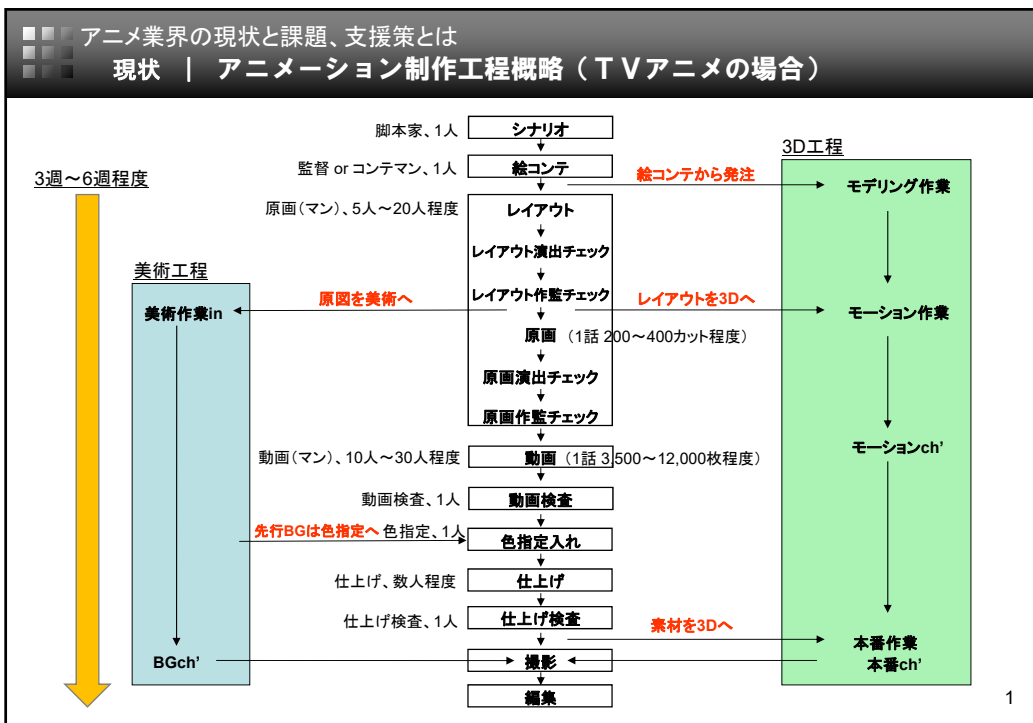 アニメ業界の現状と課題、支援策とは
現状 | アニメーション制作工程概略(TVアニメの場合)
3週~6週程度
脚本家、1人
シナリオ
監督 or コンテマン、1人
絵コンテ
絵コンテから発注
3D工程
モデリング作業
原画(マン)、5人~20人程度
レイアウト
レイアウト演出チェック
美術工程
原図を美術へ
レイアウト作監チェック
レイアウトを3Dへ
美術作業in
モーション作業
原画 (1話 200~400カット程度)
原画演出チェック
原画作監チェック
モーションch’
動画(マン)、10人~30人程度
動画 (1話 3,500~12,000枚程度)
動画検査、1人
動画検査
先行BGは色指定へ 色指定、1人
色指定入れ
仕上げ、数人程度
仕上げ
仕上げ検査、1人
仕上げ検査
素材を3Dへ
本番作業
本番ch’
BGch’
撮影
編集
1